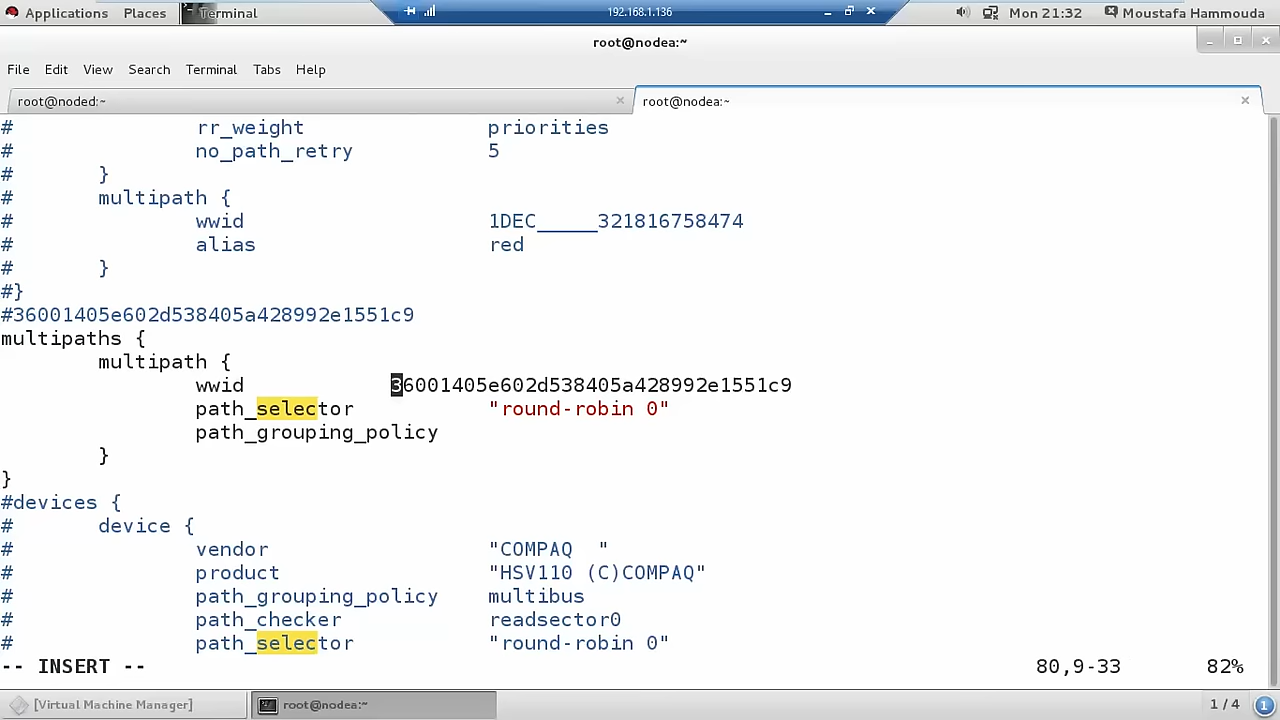 Applications Places Terminal 192.168.1.136 Mon 21:32 Moustafa Hammouda
root@nodea:~
File Edit View Search Terminal Tabs Help
root@noded:~ root@nodea:~
# rr_weight priorities
# no_path_retry 5
# }
# multipath {
# wwid 1DEC_____321816758474
# alias red
# }
#}
#36001405e602d538405a428992e1551c9
multipaths {
multipath {
wwid 36001405e602d538405a428992e1551c9
path_selector "round-robin 0"
path_grouping_policy
}
}
#devices {
# device {
# vendor "COMPAQ  "
# product "HSV110 (C)COMPAQ"
# path_grouping_policy multibus
# path_checker readsector0
# path_selector "round-robin 0"
-- INSERT -- 80,9-33 82%
[Virtual Machine Manager] root@nodea:~ 1 / 4 1